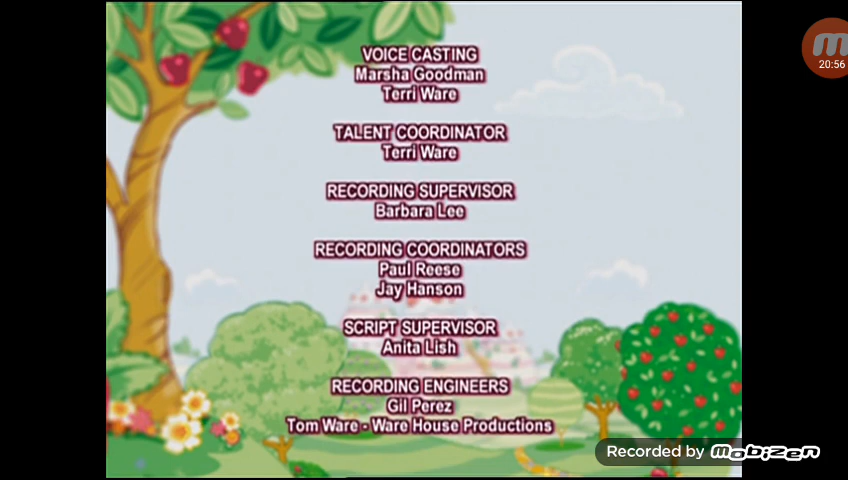 VOICE CASTING
Marsha Goodman
Terri Ware
TALENT COORDINATOR
Terri Ware
RECORDING SUPERVISOR
Barbara Lee
RECORDING COORDINATORS
Paul Reese
Jay Hanson
SCRIPT SUPERVISOR
Anita Lish
RECORDING ENGINEERS
Gil Perez
Tom Ware - Ware House Productions
20:56
Recorded by mobizen